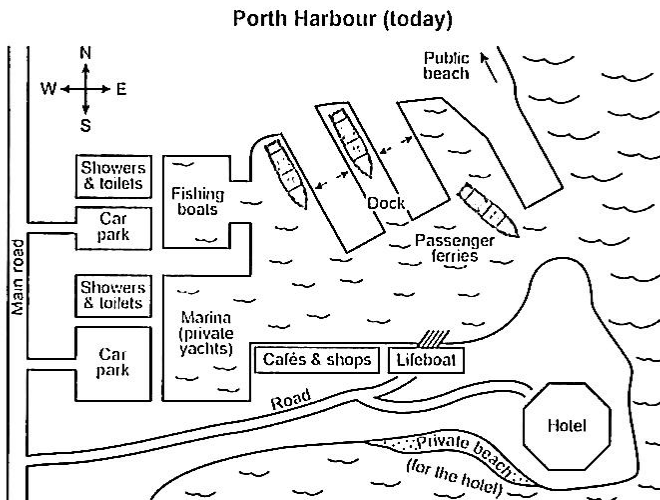 Porth Harbour (today)
N
W
E
S
Public
beach
Showers
& toilets
Fishing
boats
Car
park
Dock
Passenger
ferries
Main road
Showers
& toilets
Marina
(private
yachts)
Car
park
Cafés & shops
Lifeboat
Road
Hotel
Private beach
(for the hotel)